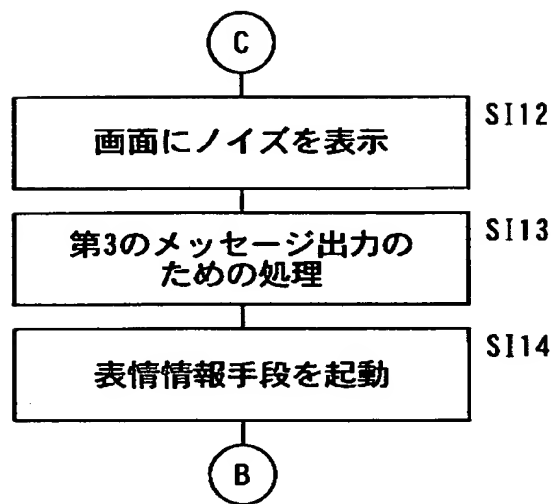 C
画面にノイズを表示
SI12
第3のメッセージ出力の
ための処理
SI13
表情情報手段を起動
SI14
B